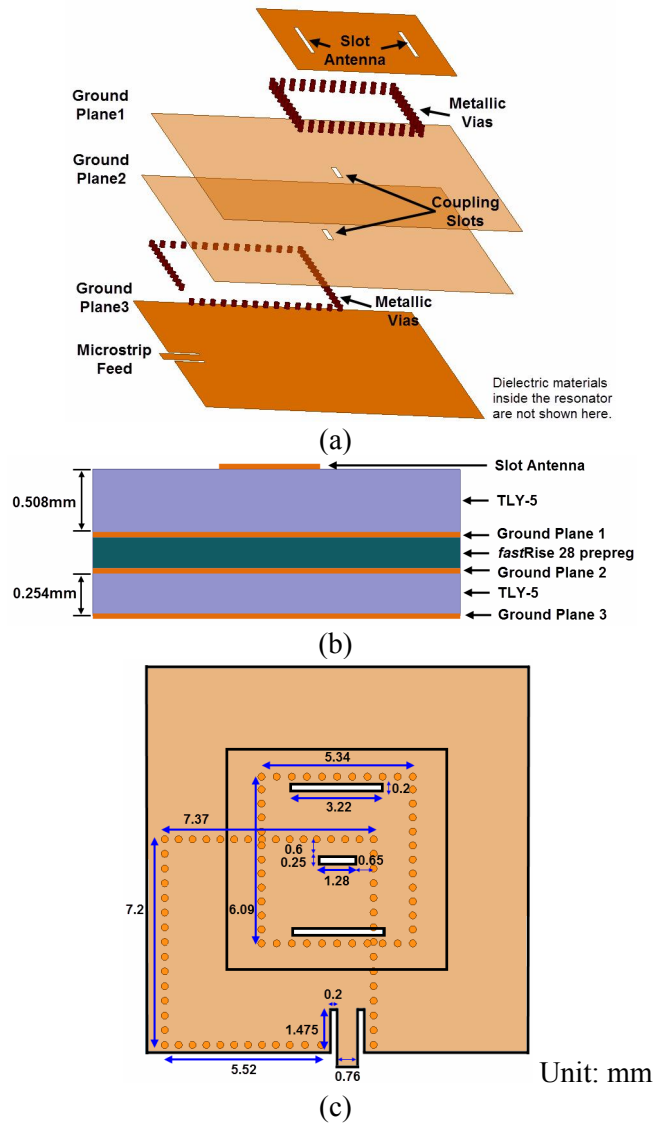 Slot
Antenna
Metallic
Vias
Ground
Plane1
Ground
Plane2
Coupling
Slots
Ground
Plane3
Metallic
Vias
Microstrip
Feed
Dielectric materials
inside the resonator
are not shown here.
(a)
Slot Antenna
0.508mm
TLY-5
Ground Plane 1
fastRise 28 prepreg
Ground Plane 2
0.254mm
TLY-5
Ground Plane 3
(b)
5.34
0.2
3.22
7.37
0.6
0.25
0.65
1.28
7.2
6.09
0.2
1.475
5.52
0.76
Unit: mm
(c)